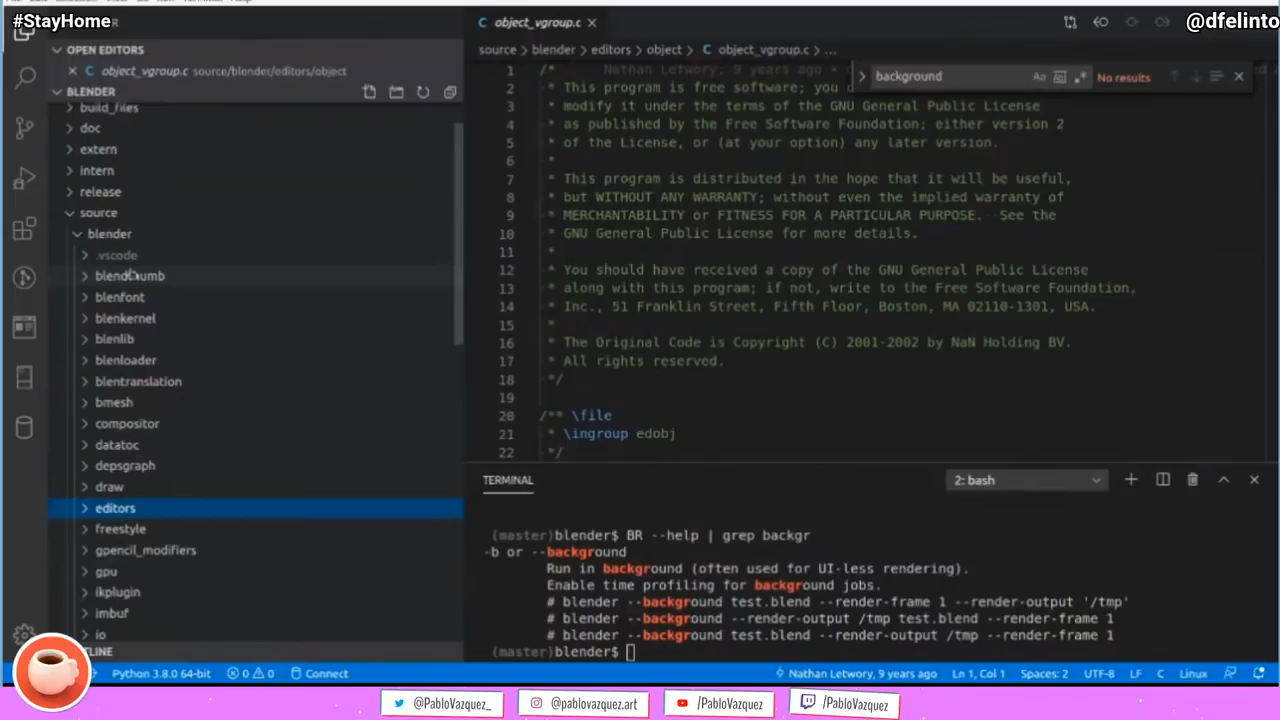 #StayHome
@dfelinto
OPEN EDITORS
object_vgroup.c source/blender/editors/object
BLENDER
build_files
doc
extern
intern
release
source
blender
.vscode
blendthumb
blenfont
blenkernel
blenlib
blenloader
blentranslation
bmesh
compositor
datatoc
depsgraph
draw
editors
freestyle
gpencil_modifiers
gpu
ikplugin
imbuf
io
TLINE
C object_vgroup.c
source > blender > editors > object > C object_vgroup.c > ...
background
Aa
No results
1 /* Nathan Letwory, 9 years ago •
2 * This program is free software; you
3 * modify it under the terms of the GNU General Public License
4 * as published by the Free Software Foundation; either version 2
5 * of the License, or (at your option) any later version.
6 *
7 * This program is distributed in the hope that it will be useful,
8 * but WITHOUT ANY WARRANTY; without even the implied warranty of
9 * MERCHANTABILITY or FITNESS FOR A PARTICULAR PURPOSE. See the
10 * GNU General Public License for more details.
11 *
12 * You should have received a copy of the GNU General Public License
13 * along with this program; if not, write to the Free Software Foundation,
14 * Inc., 51 Franklin Street, Fifth Floor, Boston, MA 02110-1301, USA.
15 *
16 * The Original Code is Copyright (C) 2001-2002 by NaN Holding BV.
17 * All rights reserved.
18 */
19
20 /** \file
21 * \ingroup edobj
22 */
TERMINAL
2: bash
(master)blender$ BR --help | grep backgr
-b or --background
Run in background (often used for UI-less rendering).
Enable time profiling for background jobs.
# blender --background test.blend --render-frame 1 --render-output '/tmp'
# blender --background --render-output /tmp test.blend --render-frame 1
# blender --background test.blend --render-output /tmp --render-frame 1
(master)blender$
Python 3.8.0 64-bit
0 0
Connect
Nathan Letwory, 9 years ago
Ln 1, Col 1
Spaces: 2
UTF-8
LF
C
Linux
@PabloVazquez_
@pablovazquez.art
/PabloVazquez
/PabloVazquez